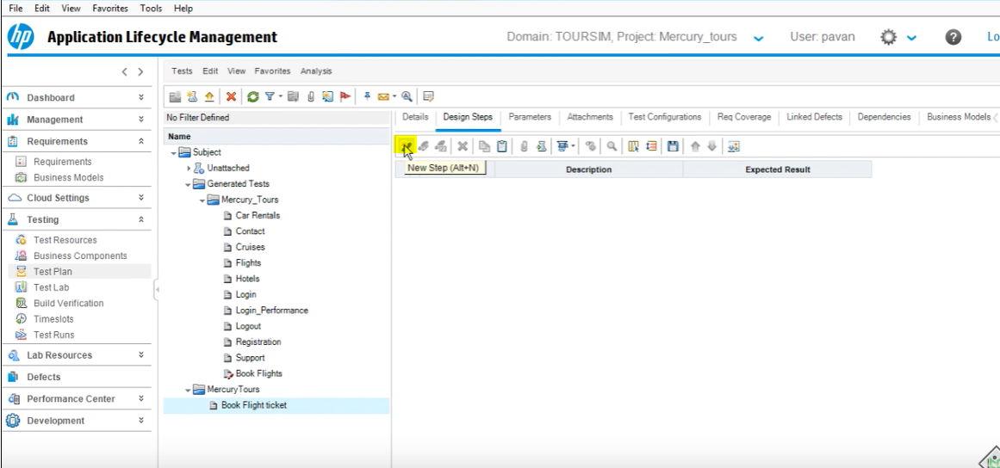 File Edit View Favorites Tools Help
hp Application Lifecycle Management Domain: TOURSIM, Project: Mercury_tours User: pavan ? Lo
Tests Edit View Favorites Analysis
Dashboard
Management
Requirements
Requirements
Business Models
Cloud Settings
Testing
Test Resources
Business Components
Test Plan
Test Lab
Build Verification
Timeslots
Test Runs
Lab Resources
Defects
Performance Center
Development
No Filter Defined
Name
Subject
Unattached
Generated Tests
Mercury_Tours
Car Rentals
Contact
Cruises
Flights
Hotels
Login
Login_Performance
Logout
Registration
Support
Book Flights
MercuryTours
Book Flight ticket
Details Design Steps Parameters Attachments Test Configurations Req Coverage Linked Defects Dependencies Business Models
New Step (Alt+N) Description Expected Result